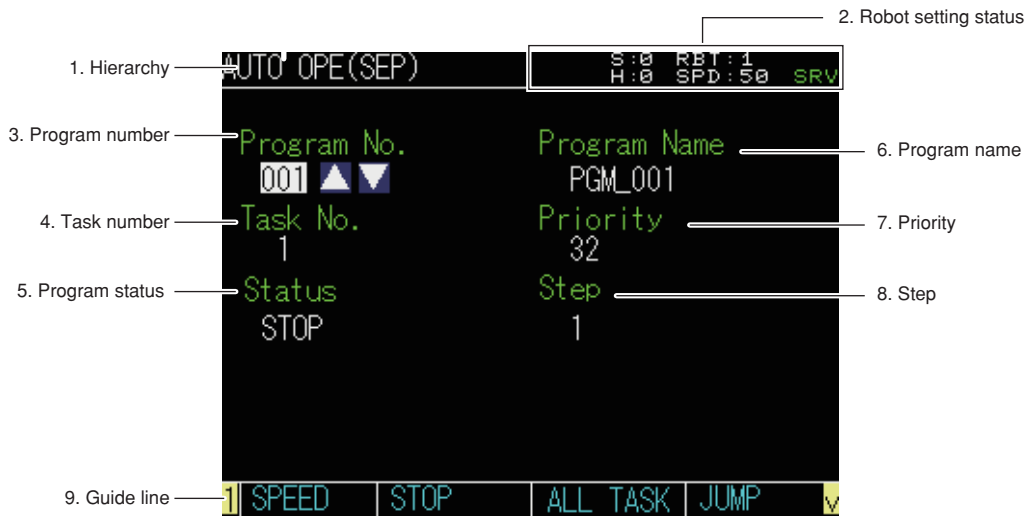 2. Robot setting status
1. Hierarchy
AUTO OPE(SEP)
S:0 RBT:1
H:0 SPD:50 SRV
3. Program number
Program No.
Program Name
6. Program name
001
PGM_001
4. Task number
Task No.
Priority
7. Priority
1
32
5. Program status
Status
Step
8. Step
STOP
1
9. Guide line
1 SPEED STOP ALL TASK JUMP V